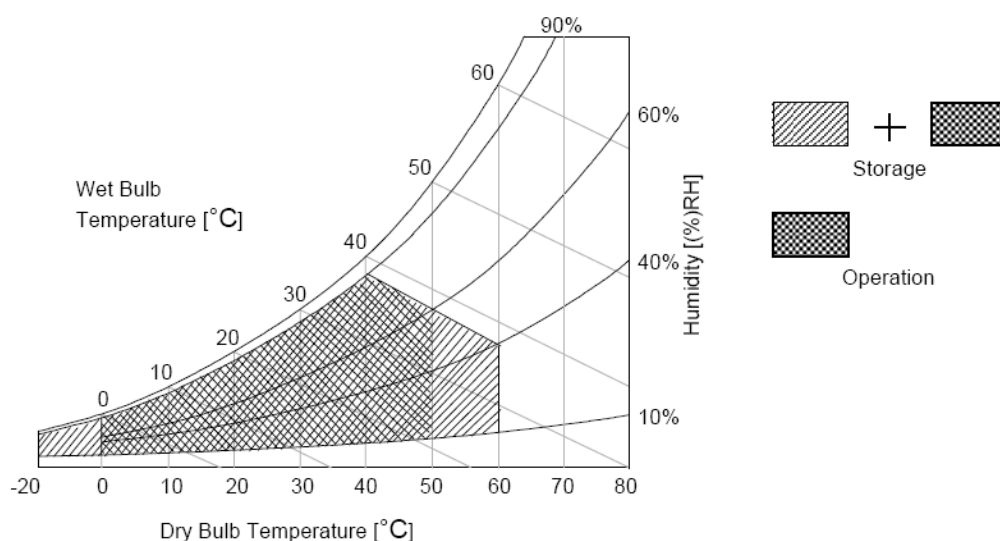 90%
60
60%
50
Wet Bulb
Temperature [°C]
Storage
40
40%
Humidity [(%)RH]
30
Operation
20
10
0
10%
-20 0 10 20 30 40 50 60 70 80
Dry Bulb Temperature [°C]